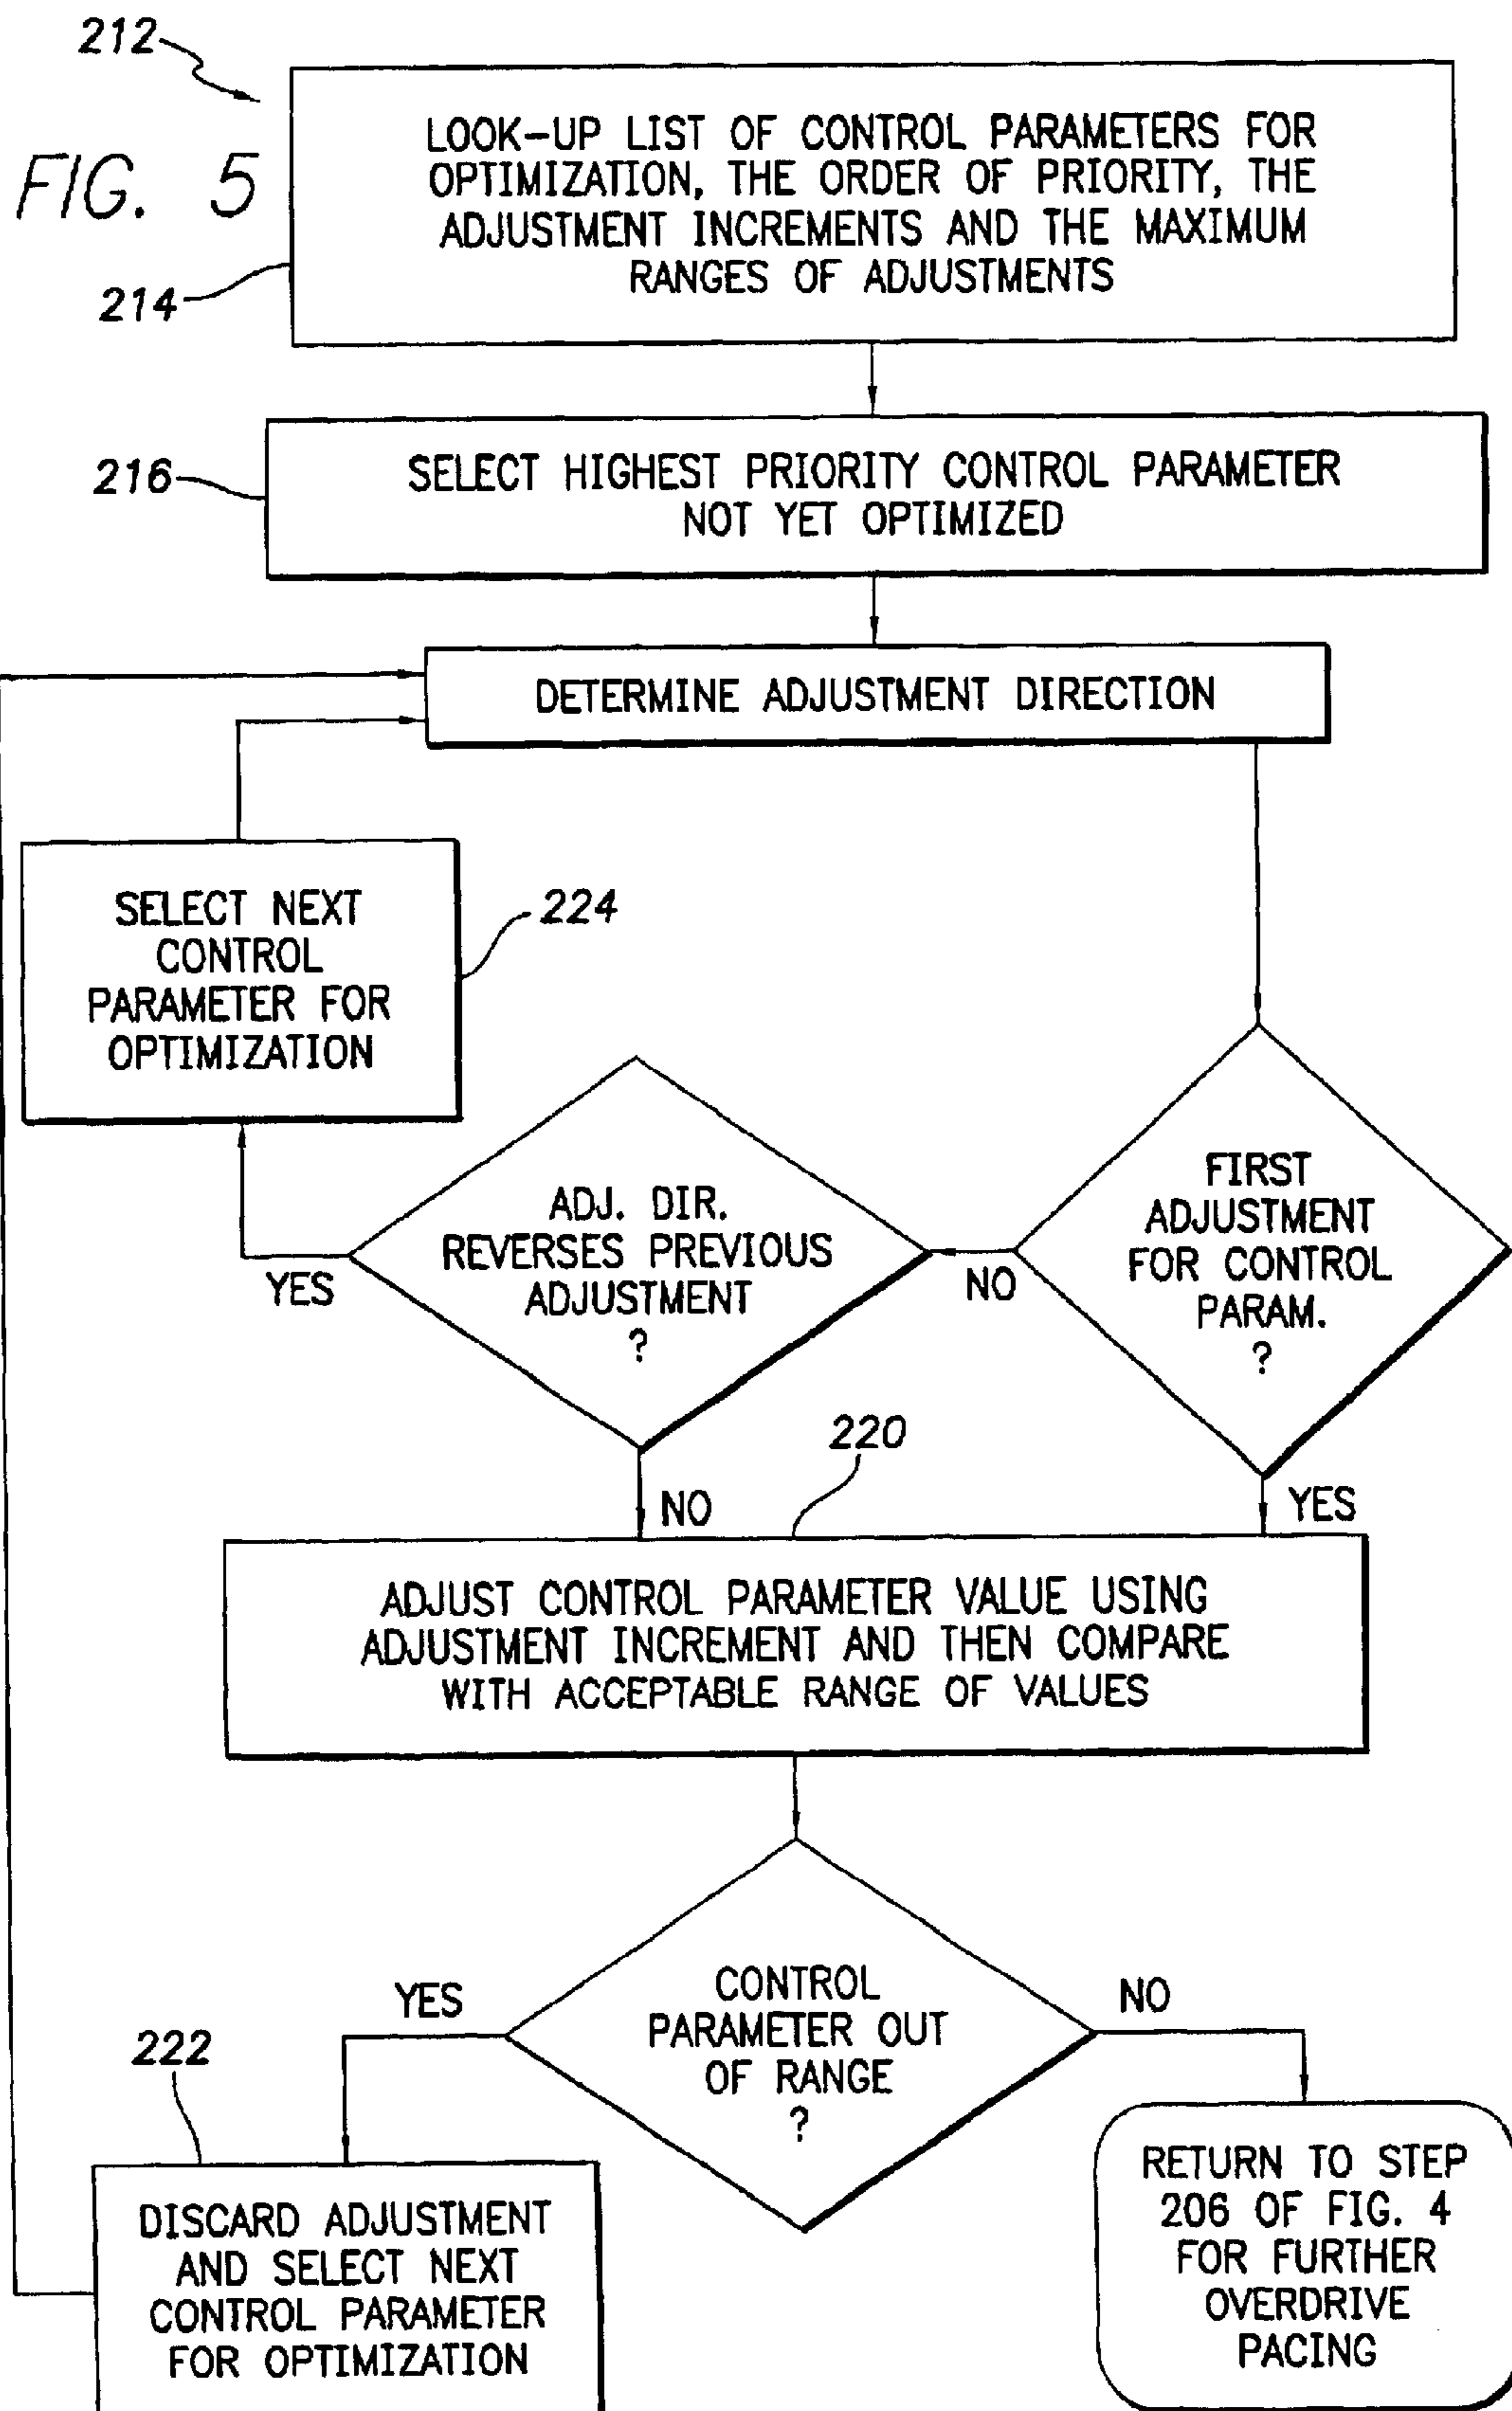 212
FIG. 5
LOOK-UP LIST OF CONTROL PARAMETERS FOR
OPTIMIZATION, THE ORDER OF PRIORITY, THE
ADJUSTMENT INCREMENTS AND THE MAXIMUM
RANGES OF ADJUSTMENTS
214
216
SELECT HIGHEST PRIORITY CONTROL PARAMETER
NOT YET OPTIMIZED
DETERMINE ADJUSTMENT DIRECTION
SELECT NEXT
CONTROL
PARAMETER FOR
OPTIMIZATION
224
ADJ. DIR.
REVERSES PREVIOUS
ADJUSTMENT
?
YES
NO
FIRST
ADJUSTMENT
FOR CONTROL
PARAM.
?
NO
YES
220
ADJUST CONTROL PARAMETER VALUE USING
ADJUSTMENT INCREMENT AND THEN COMPARE
WITH ACCEPTABLE RANGE OF VALUES
CONTROL
PARAMETER OUT
OF RANGE
?
YES
NO
222
DISCARD ADJUSTMENT
AND SELECT NEXT
CONTROL PARAMETER
FOR OPTIMIZATION
RETURN TO STEP
206 OF FIG. 4
FOR FURTHER
OVERDRIVE
PACING